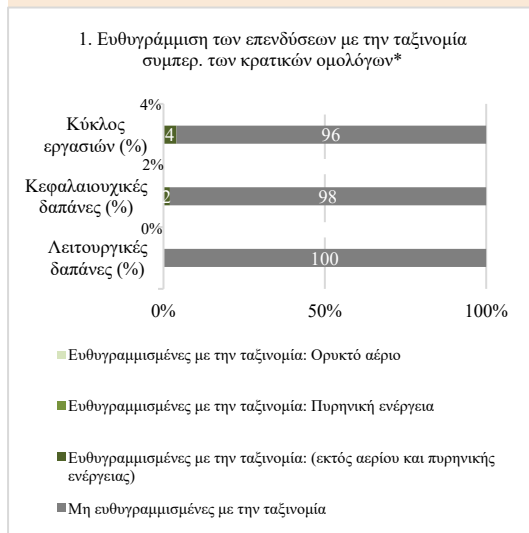 1. Ευθυγράμμιση των επενδύσεων με την ταξινομία
συμπερ. των κρατικών ομολόγων*
4%
Κύκλος
εργασιών (%)
4
96
2%
Κεφαλαιουχικές
δαπάνες (%)
2
98
0%
Λειτουργικές
δαπάνες (%)
100
0%
50%
100%
Ευθυγραμμισμένες με την ταξινομία: Ορυκτό αέριο
Ευθυγραμμισμένες με την ταξινομία: Πυρηνική ενέργεια
Ευθυγραμμισμένες με την ταξινομία: (εκτός αερίου και πυρηνικής
ενέργειας)
Μη ευθυγραμμισμένες με την ταξινομία